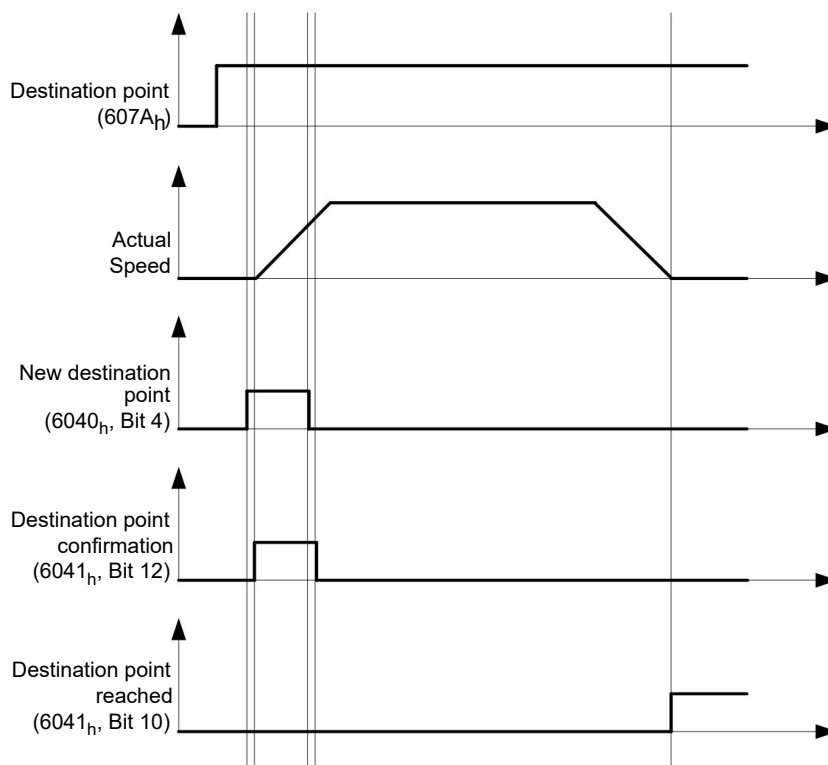 Destination point
(607Ah)
Actual
Speed
New destination
point
(6040h, Bit 4)
Destination point
confirmation
(6041h, Bit 12)
Destination point
reached
(6041h, Bit 10)